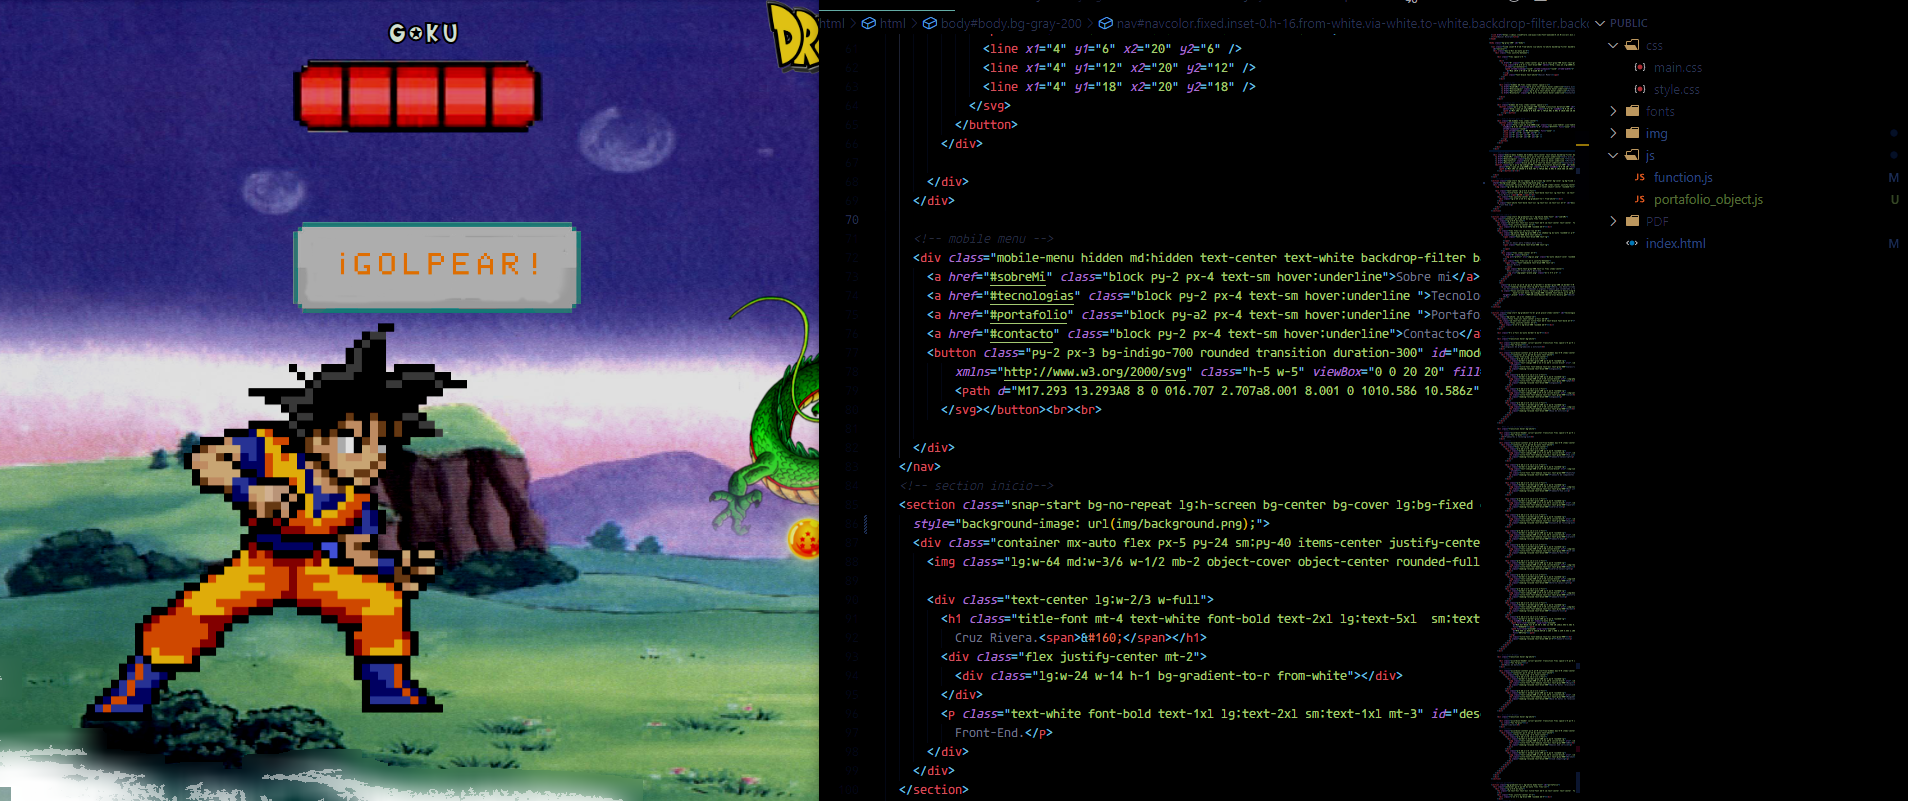 GOKU
¡GOLPEAR!
DR
html > html > body#body.bg-gray-200 > nav#navcolor.fixed.inset-0.h-16.from-white.via-white.to-white.backdrop-filter.back
<line x1="4" y1="6" x2="20" y2="6" />
<line x1="4" y1="12" x2="20" y2="12" />
<line x1="4" y1="18" x2="20" y2="18" />
</svg>
</button>
</div>
</div>
</div>
70
<!-- mobile menu -->
<div class="mobile-menu hidden md:hidden text-center text-white backdrop-filter b
<a href="#sobreMi" class="block py-2 px-4 text-sm hover:underline">Sobre mi</a>
<a href="#tecnologias" class="block py-2 px-4 text-sm hover:underline ">Tecnolo
<a href="#portafolio" class="block py-a2 px-4 text-sm hover:underline ">Portafo
<a href="#contacto" class="block py-2 px-4 text-sm hover:underline">Contacto</a
<button class="py-2 px-3 bg-indigo-700 rounded transition duration-300" id="mod
xmlns="http://www.w3.org/2000/svg" class="h-5 w-5" viewBox="0 0 20 20" fill
<path d="M17.293 13.293A8 8 0 016.707 2.707a8.001 8.001 0 1010.586 10.586z"
</svg></button><br><br>
</div>
</nav>
<!-- section inicio-->
<section class="snap-start bg-no-repeat lg:h-screen bg-center bg-cover lg:bg-fixed
style="background-image: url(img/background.png);">
<div class="container mx-auto flex px-5 py-24 sm:py-40 items-center justify-cente
<img class="lg:w-64 md:w-3/6 w-1/2 mb-2 object-cover object-center rounded-full
<div class="text-center lg:w-2/3 w-full">
<h1 class="title-font mt-4 text-white font-bold text-2xl lg:text-5xl  sm:text
Cruz Rivera.<span>&#160;</span></h1>
<div class="flex justify-center mt-2">
<div class="lg:w-24 w-14 h-1 bg-gradient-to-r from-white"></div>
</div>
<p class="text-white font-bold text-1xl lg:text-2xl sm:text-1xl mt-3" id="des
Front-End.</p>
</div>
</div>
</section>
PUBLIC
css
main.css
style.css
fonts
img
js
JS function.js M
JS portafolio_object.js U
PDF
index.html M